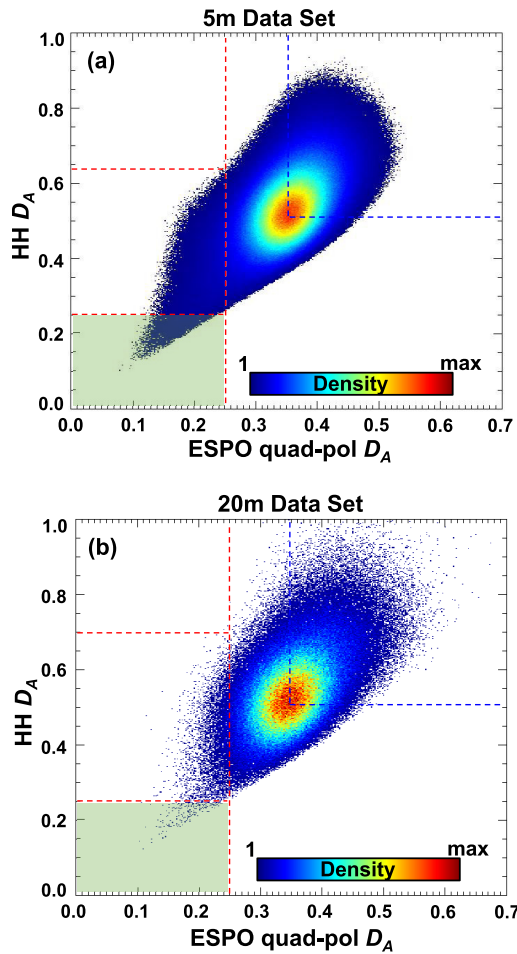 5m Data Set
(a)
1.0
0.8
0.6
0.4
0.2
0.0
HH D_A
1 max
Density
0.0 0.1 0.2 0.3 0.4 0.5 0.6 0.7
ESPO quad-pol D_A
20m Data Set
(b)
1.0
0.8
0.6
0.4
0.2
0.0
HH D_A
1 max
Density
0.0 0.1 0.2 0.3 0.4 0.5 0.6 0.7
ESPO quad-pol D_A